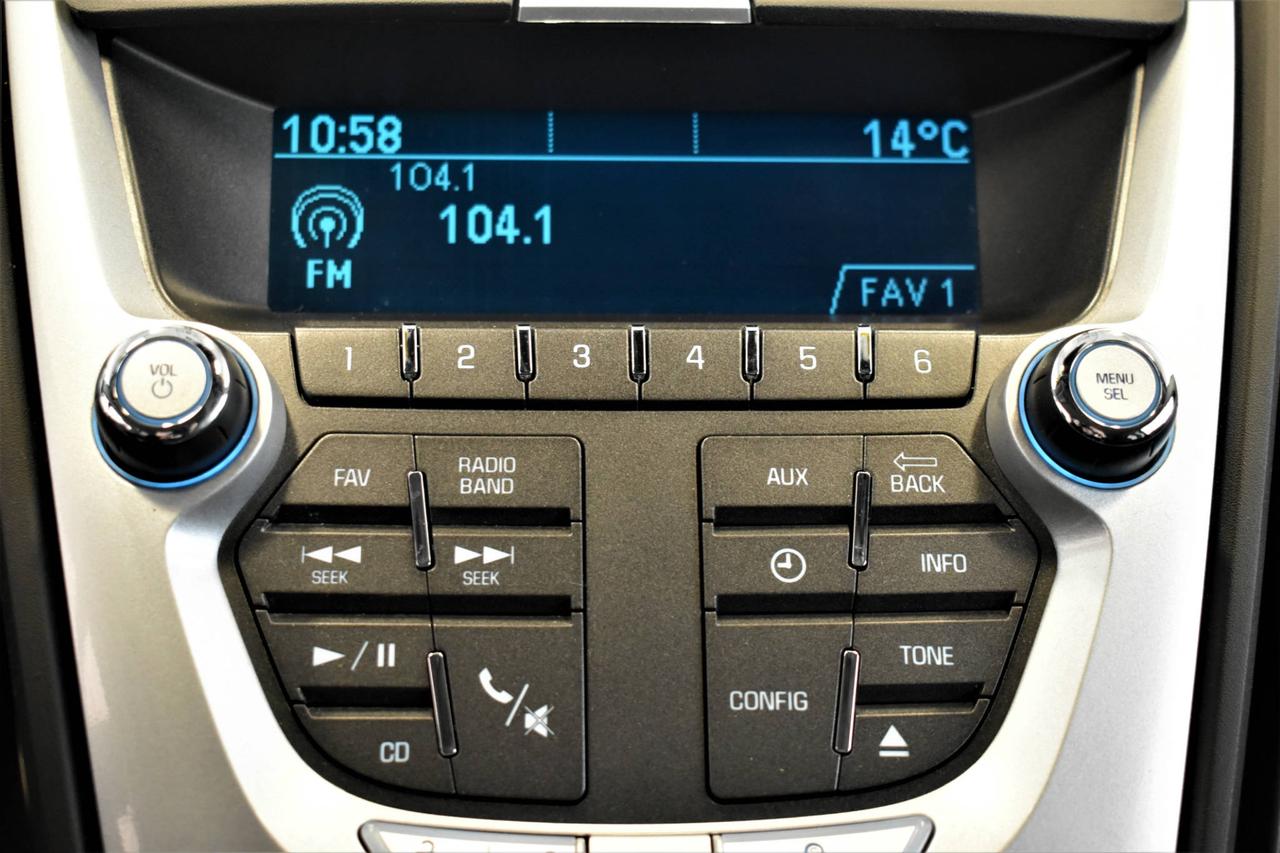 10:58 14°C
104.1
104.1
FM
FAV 1
1 2 3 4 5 6
VOL
MENU
SEL
FAV
RADIO
BAND
AUX
BACK
SEEK
SEEK
INFO
TONE
CONFIG
CD